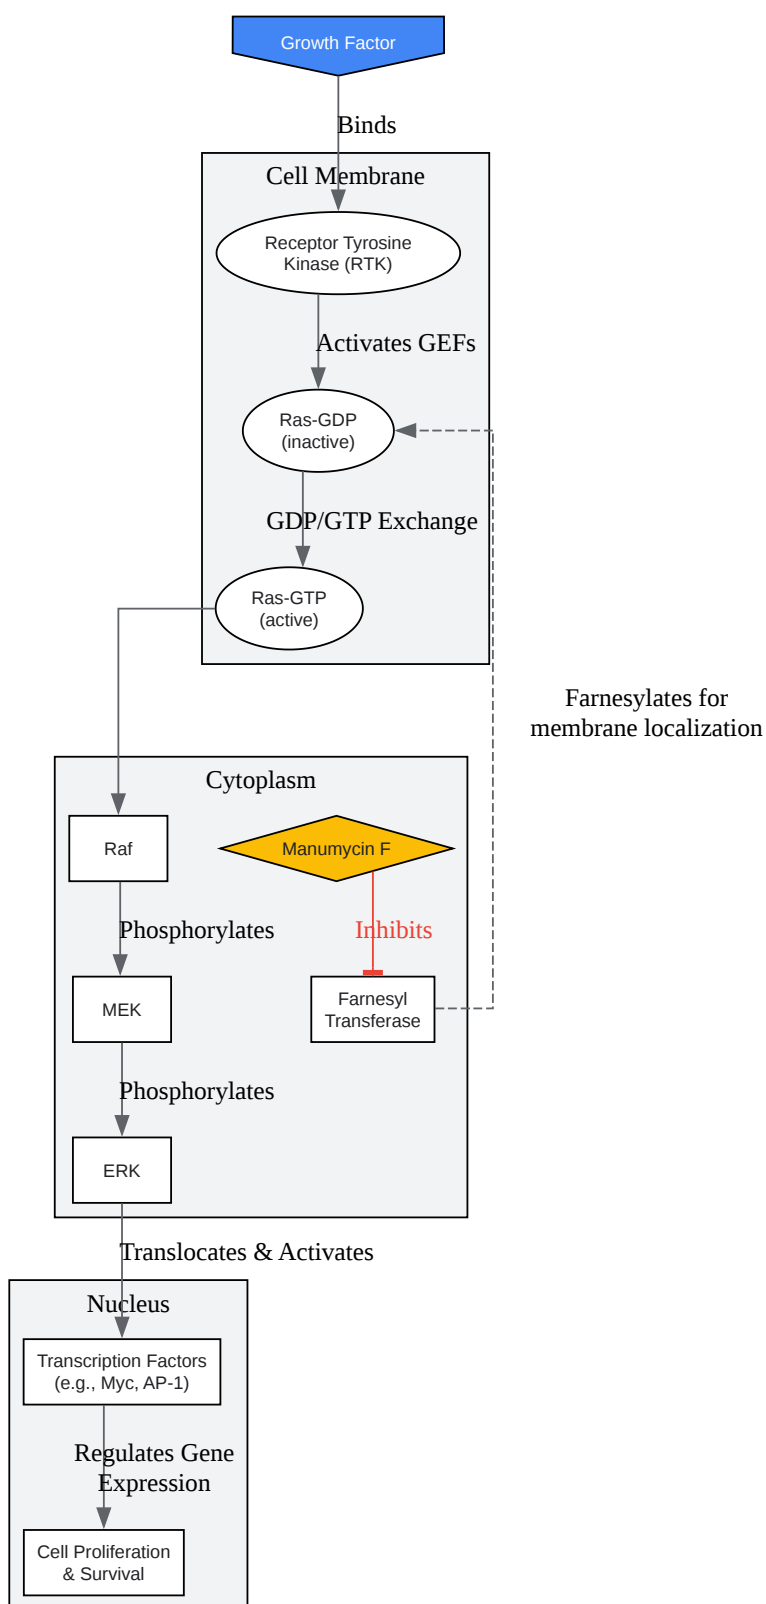 Growth Factor
Binds
Cell Membrane
Receptor Tyrosine
Kinase (RTK)
Activates GEFs
Ras-GDP
(inactive)
GDP/GTP Exchange
Ras-GTP
(active)
Farnesylates for
membrane localization
Cytoplasm
Raf
Manumycin F
Phosphorylates
Inhibits
MEK
Farnesyl
Transferase
Phosphorylates
ERK
Translocates & Activates
Nucleus
Transcription Factors
(e.g., Myc, AP-1)
Regulates Gene
Expression
Cell Proliferation
& Survival